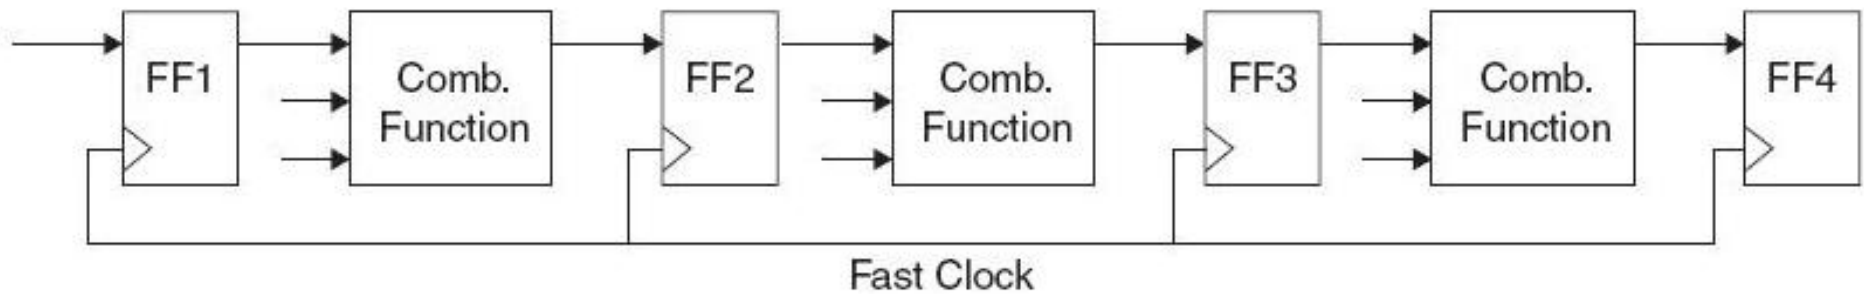 FF1
Comb.
Function
FF2
Comb.
Function
FF3
Comb.
Function
FF4
Fast Clock